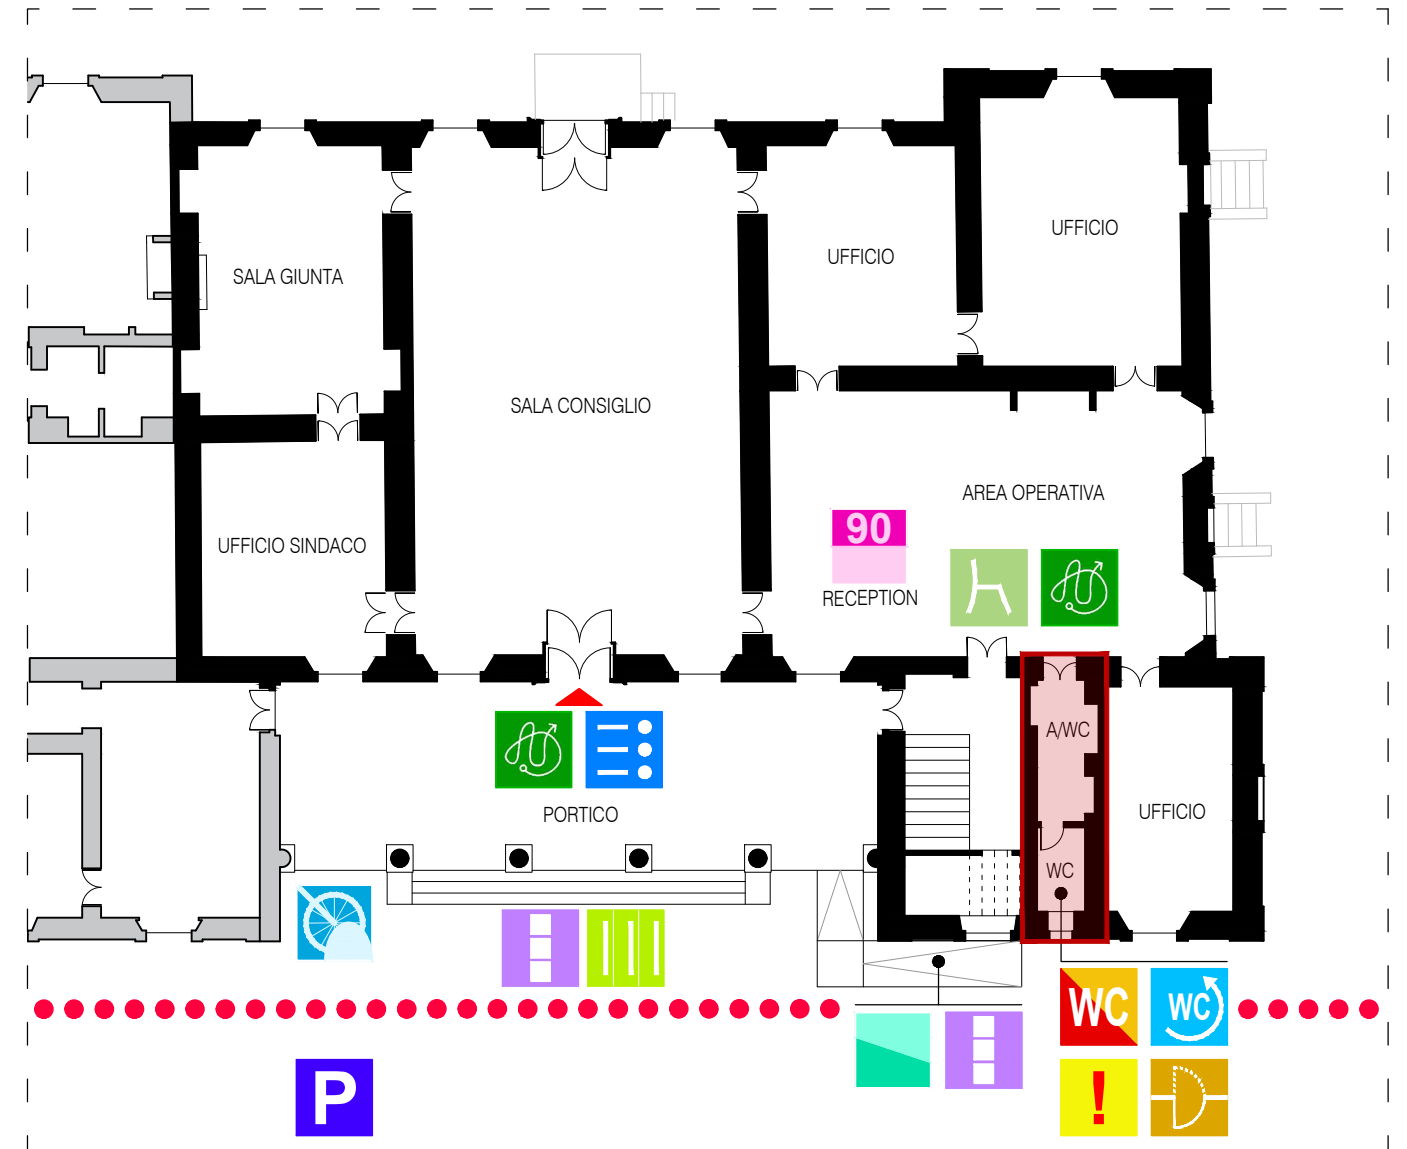 UFFICIO
UFFICIO
SALA GIUNTA
SALA CONSIGLIO
AREA OPERATIVA
90
UFFICIO SINDACO
RECEPTION
A/WC
PORTICO
UFFICIO
WC
WC
WC
P
!